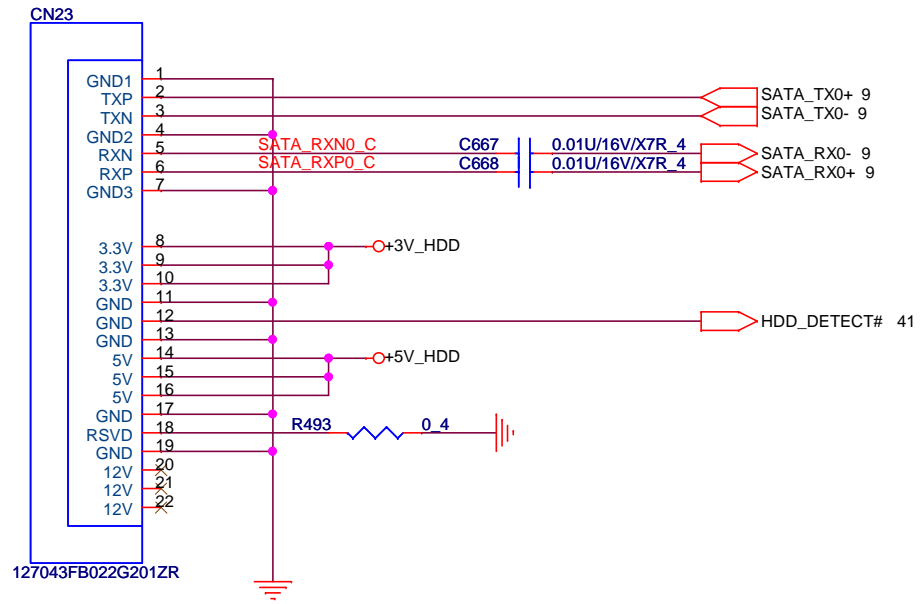 CN23
GND1 1
TXP 2 SATA_TX0+ 9
TXN 3 SATA_TX0- 9
GND2 4
RXN 5 SATA_RXN0_C C667 0.01U/16V/X7R_4 SATA_RX0- 9
RXP 6 SATA_RXP0_C C668 0.01U/16V/X7R_4 SATA_RX0+ 9
GND3 7
3.3V 8 +3V_HDD
3.3V 9
3.3V 10
GND 11
GND 12 HDD_DETECT# 41
GND 13
5V 14 +5V_HDD
5V 15
5V 16
GND 17
RSVD 18 R493 0_4
GND 19
12V 20
12V 21
12V 22
127043FB022G201ZR